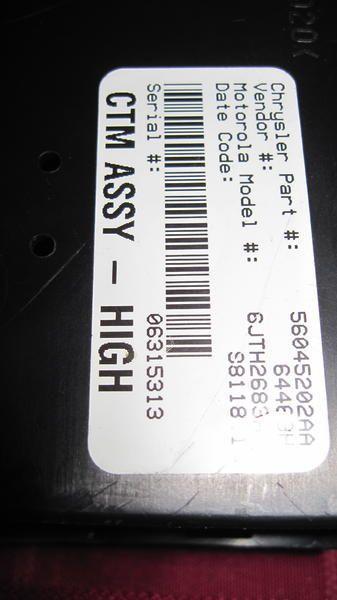 Chrysler Part #: 56045202AA
Vendor #:
Motorola Model #:
Date Code:
Serial #: 06315313
CTM ASSY - HIGH